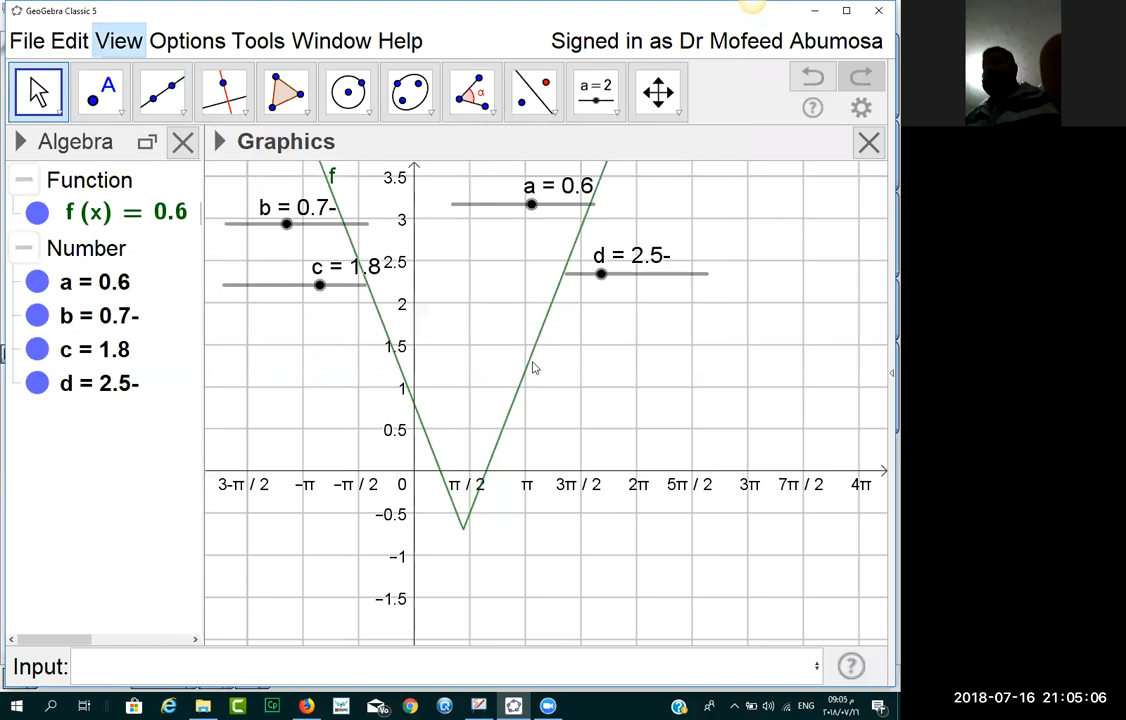 GeoGebra Classic 5
File Edit View Options Tools Window Help
Signed in as Dr Mofeed Abumosa
A
α
a = 2
Algebra
Graphics
Function
f (x) = 0.6
Number
a = 0.6
b = 0.7-
c = 1.8
d = 2.5-
f
a = 0.6
b = 0.7-
c = 1.8
d = 2.5-
3.5
3
2.5
2
1.5
1
0.5
3-π / 2
−π
−π / 2
0
π / 2
π
3π / 2
2π
5π / 2
3π
7π / 2
4π
−0.5
−1
−1.5
Input:
ENG
09:05 م
٢٠١٨/٠٧/١٦
2018-07-16 21:05:06